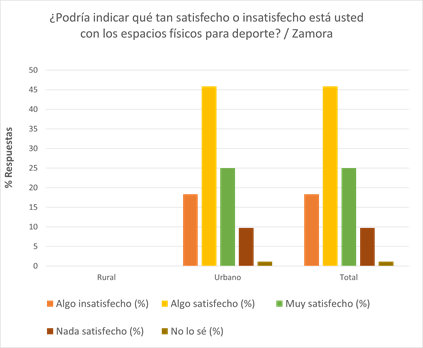 ¿Podría indicar qué tan satisfecho o insatisfecho está usted
con los espacios físicos para deporte? / Zamora
50
45
40
35
30
25
20
15
10
5
0
% Respuestas
Rural Urbano Total
Algo insatisfecho (%) Algo satisfecho (%) Muy satisfecho (%)
Nada satisfecho (%) No lo sé (%)